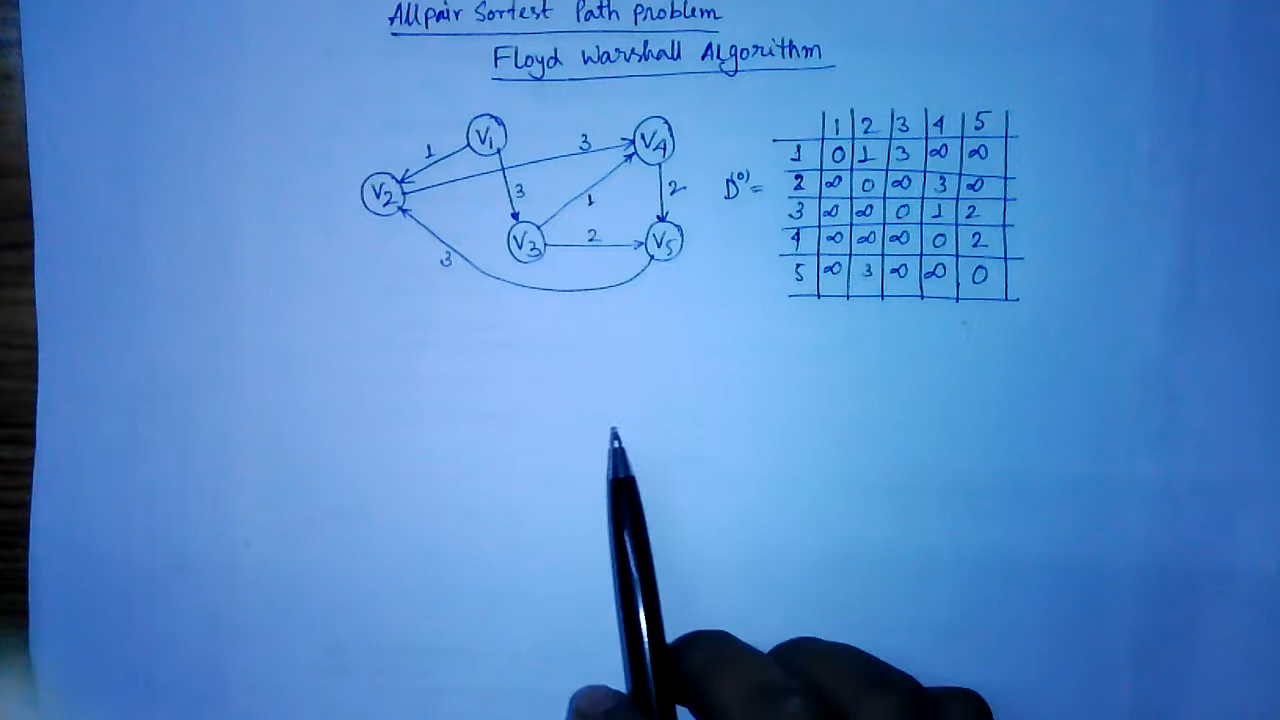 Allpair Sortest Path problem
Floyd Warshall Algorithm
V1 V4 V2 V3 V5
1 3 3 1 2 2 3
D(0) =
1 2 3 4 5
1 0 1 3 ∞ ∞
2 ∞ 0 ∞ 3 ∞
3 ∞ ∞ 0 1 2
4 ∞ ∞ ∞ 0 2
5 ∞ 3 ∞ ∞ 0